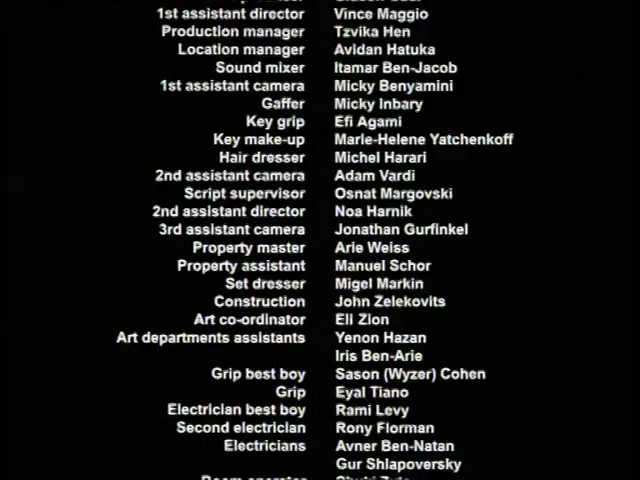 1st assistant director Vince Maggio
Production manager Tzvika Hen
Location manager Avidan Hatuka
Sound mixer Itamar Ben-Jacob
1st assistant camera Micky Benyamini
Gaffer Micky Inbary
Key grip Efi Agami
Key make-up Marie-Helene Yatchenkoff
Hair dresser Michel Harari
2nd assistant camera Adam Vardi
Script supervisor Osnat Margovski
2nd assistant director Noa Harnik
3rd assistant camera Jonathan Gurfinkel
Property master Arie Weiss
Property assistant Manuel Schor
Set dresser Migel Markin
Construction John Zelekovits
Art co-ordinator Eli Zion
Art departments assistants Yenon Hazan
Iris Ben-Arie
Grip best boy Sason (Wyzer) Cohen
Grip Eyal Tiano
Electrician best boy Rami Levy
Second electrician Rony Florman
Electricians Avner Ben-Natan
Gur Shlapoversky